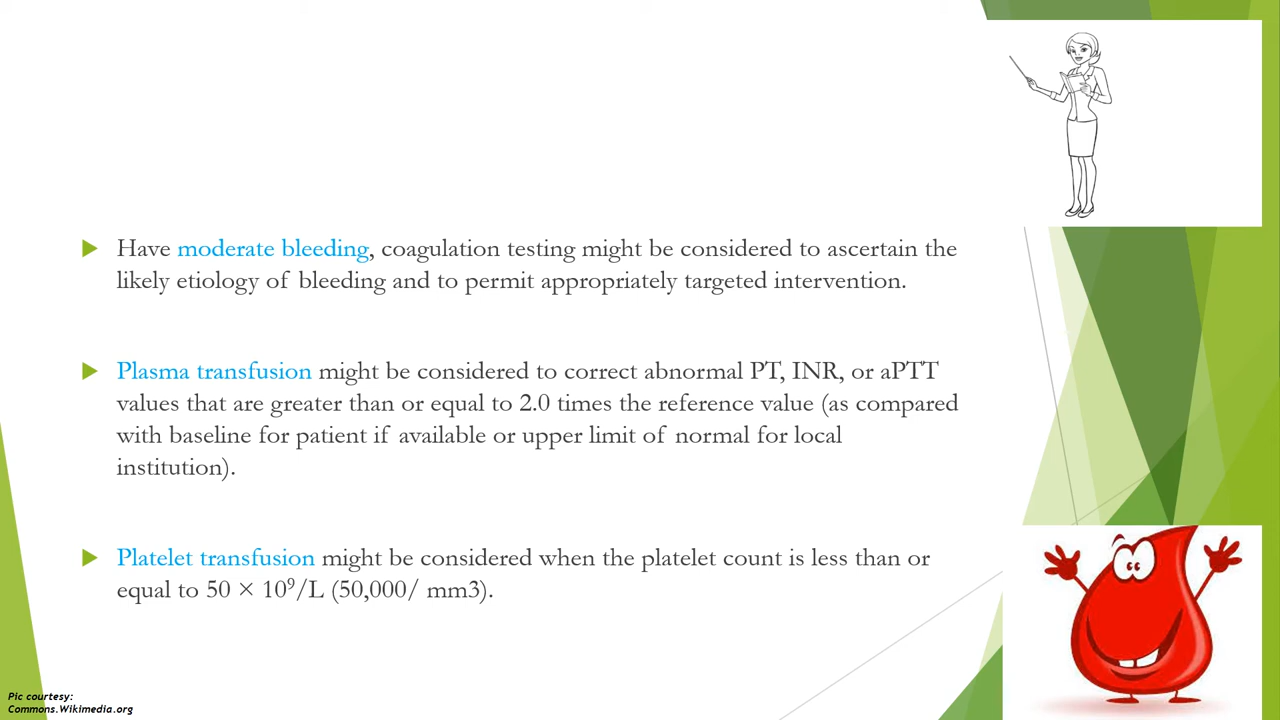 Have moderate bleeding, coagulation testing might be considered to ascertain the
likely etiology of bleeding and to permit appropriately targeted intervention.
Plasma transfusion might be considered to correct abnormal PT, INR, or aPTT
values that are greater than or equal to 2.0 times the reference value (as compared
with baseline for patient if available or upper limit of normal for local
institution).
Platelet transfusion might be considered when the platelet count is less than or
equal to 50 × 10⁹/L (50,000/ mm3).
Pic courtesy:
Commons.Wikimedia.org